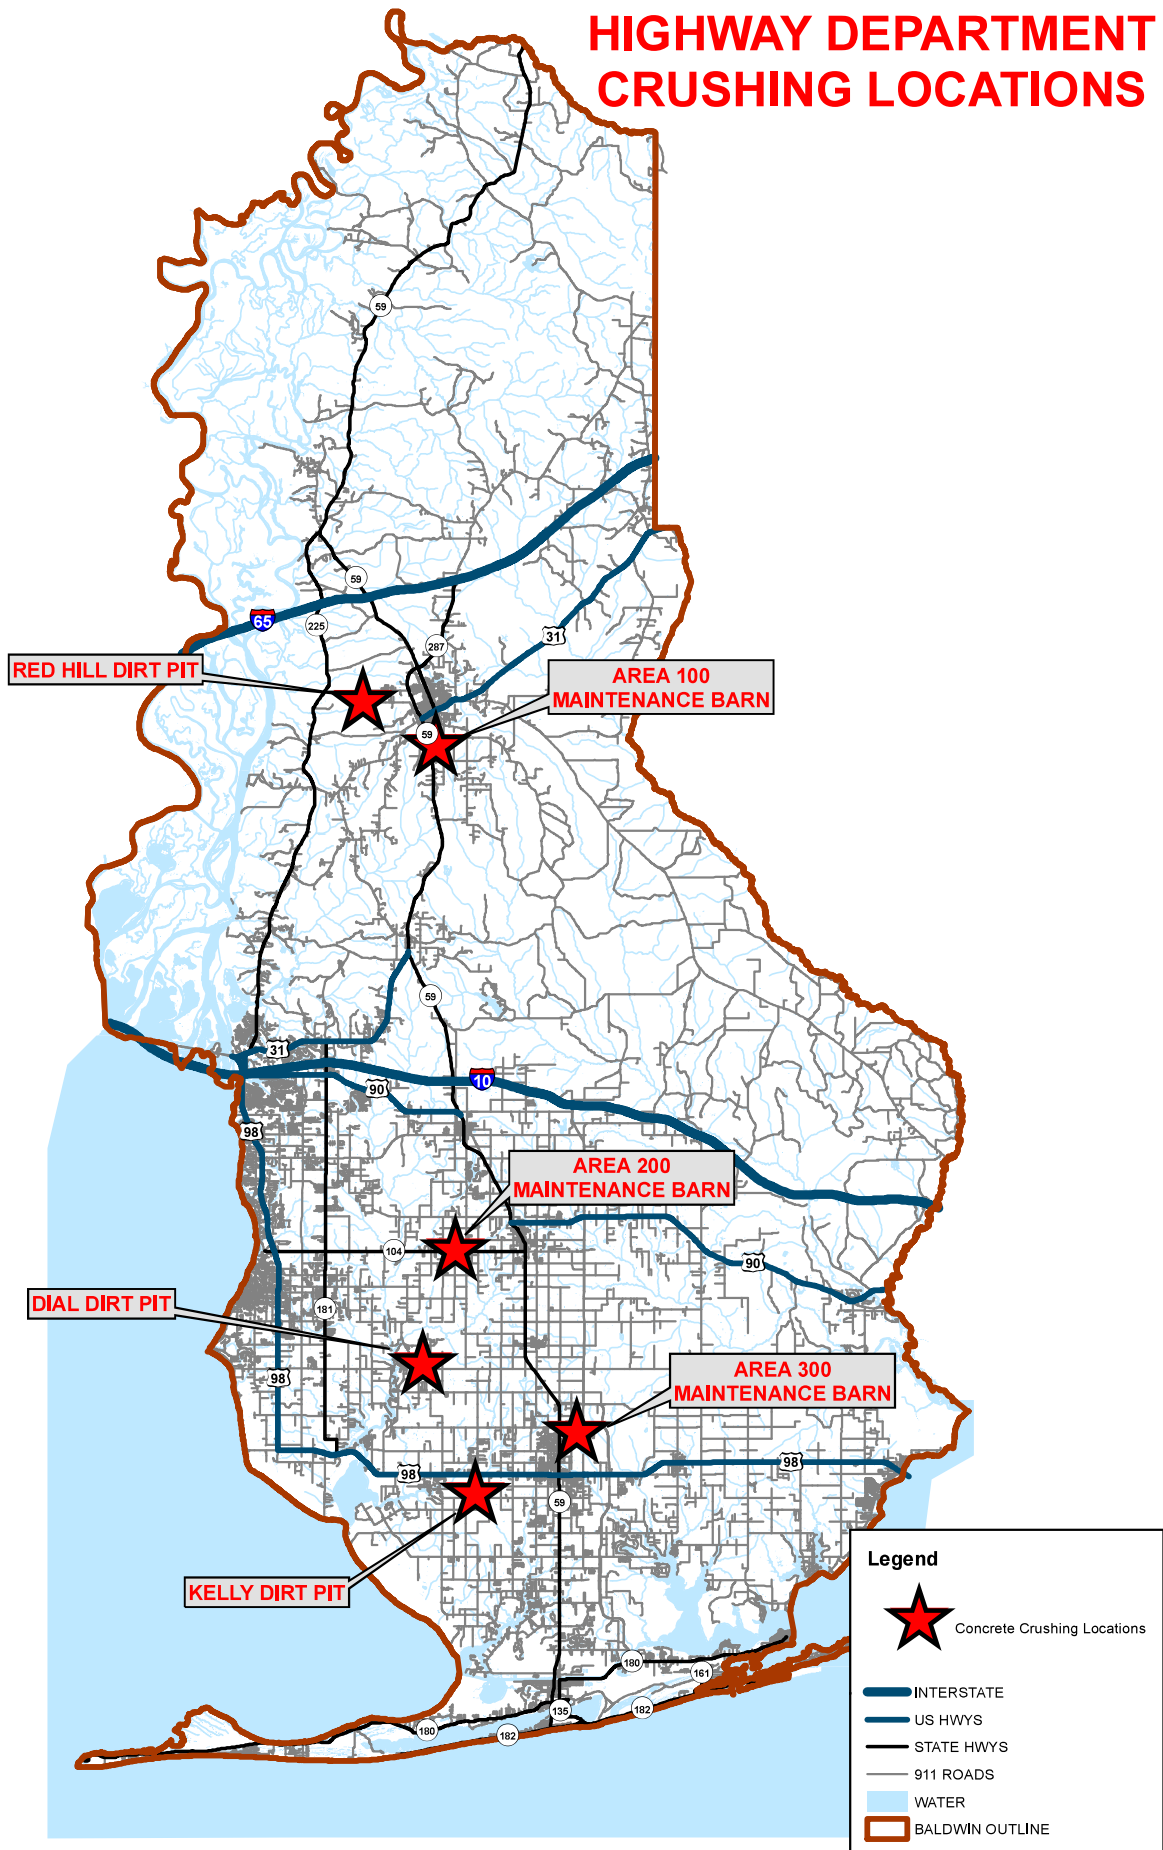 HIGHWAY DEPARTMENT
CRUSHING LOCATIONS
59
59
65
225
287
31
RED HILL DIRT PIT
AREA 100
MAINTENANCE BARN
59
59
31
10
90
98
AREA 200
MAINTENANCE BARN
104
90
DIAL DIRT PIT
181
98
AREA 300
MAINTENANCE BARN
98
98
59
KELLY DIRT PIT
180
161
135
182
180
182
Legend
Concrete Crushing Locations
INTERSTATE
US HWYS
STATE HWYS
911 ROADS
WATER
BALDWIN OUTLINE